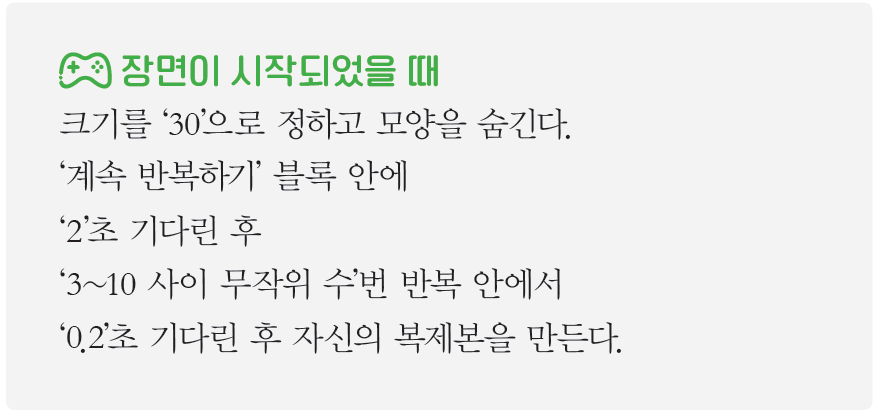 장면이 시작되었을 때
크기를 ‘30’으로 정하고 모양을 숨긴다.
‘계속 반복하기’ 블록 안에
‘2’초 기다린 후
‘3~10 사이 무작위 수’번 반복 안에서
‘0.2’초 기다린 후 자신의 복제본을 만든다.